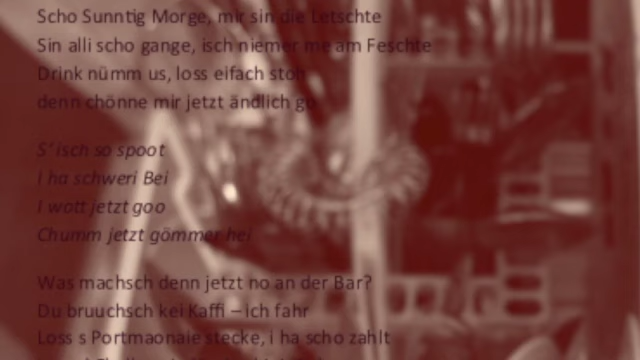 Scho Sunntig Morge, mir sin die Letschte
Sin alli scho gange, isch niemer me am Feschte
Drink nümm us, loss eifach stoh
denn chönne mir jetzt ändlich go
S' isch so spoot
I ha schweri Bei
I wott jetzt goo
Chumm jetzt gömmer hei
Was machsch denn jetzt no an der Bar?
Du bruuchsch kei Kaffi – ich fahr
Loss s Portmaonaie stecke, i ha scho zahlt